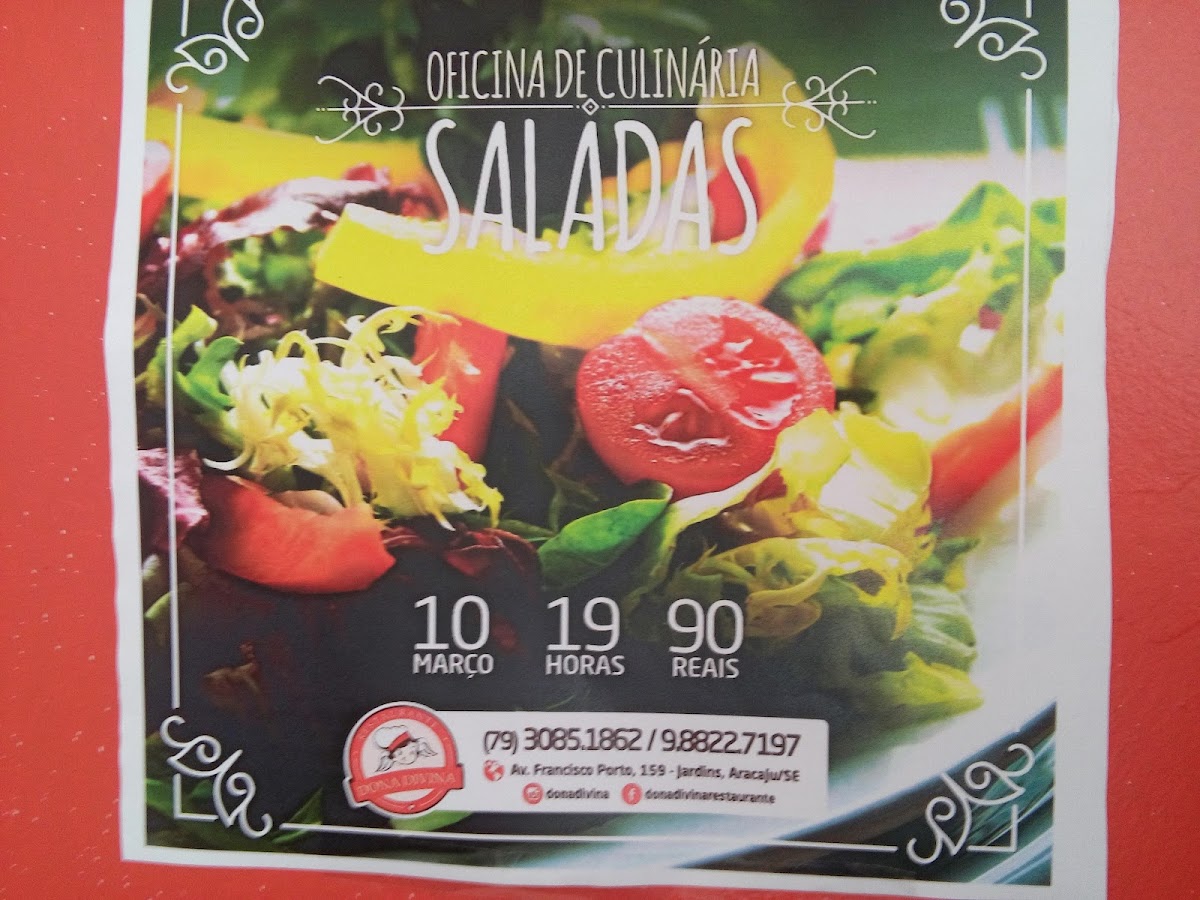 OFICINA DE CULINÁRIA
SALADAS
10 MARÇO
19 HORAS
90 REAIS
RESTAURANTE
DONA DIVINA
(79) 3085.1862 / 9.8822.7197
Av. Francisco Porto, 159 - Jardins, Aracaju/SE
donadivina donadivinarestaurante